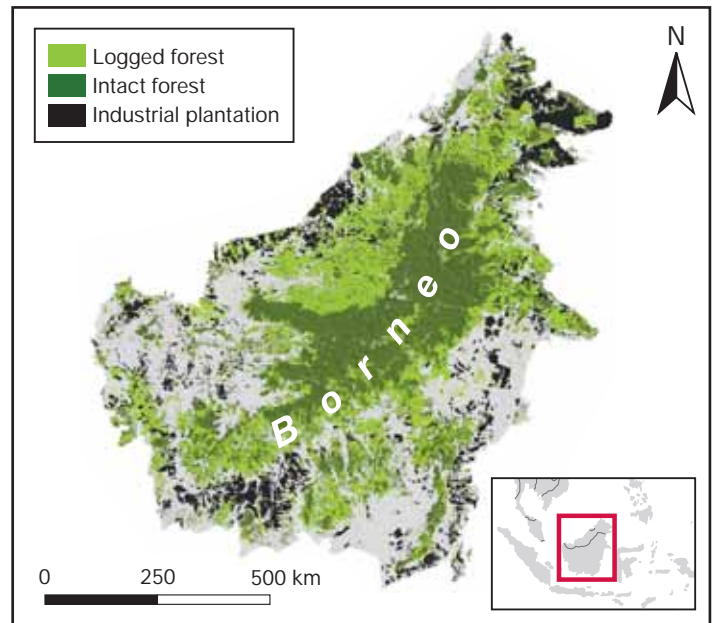 Logged forest
Intact forest
Industrial plantation
N
Borneo
0 250 500 km